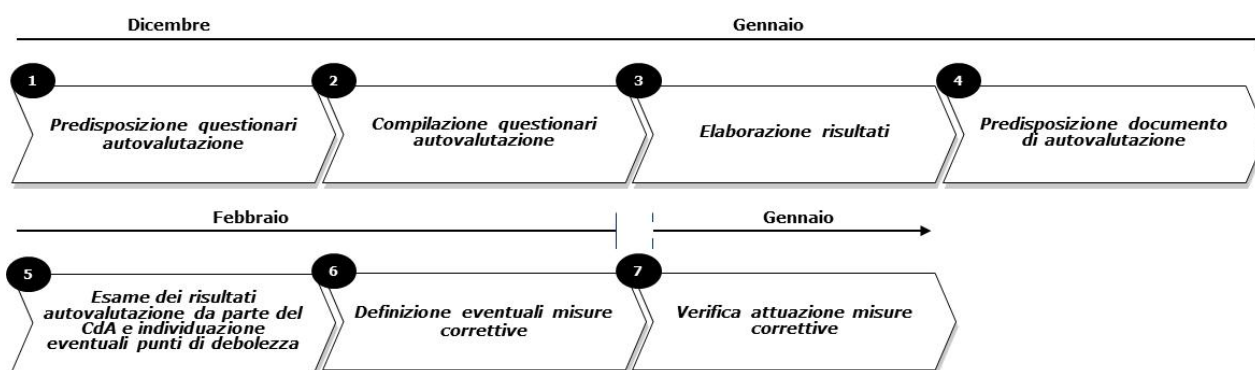 Dicembre
Gennaio
1
2
3
4
Predisposizione questionari
autovalutazione
Compilazione questionari
autovalutazione
Elaborazione risultati
Predisposizione documento
di autovalutazione
Febbraio
Gennaio
5
6
7
Esame dei risultati
autovalutazione da parte del
CdA e individuazione
eventuali punti di debolezza
Definizione eventuali misure
correttive
Verifica attuazione misure
correttive